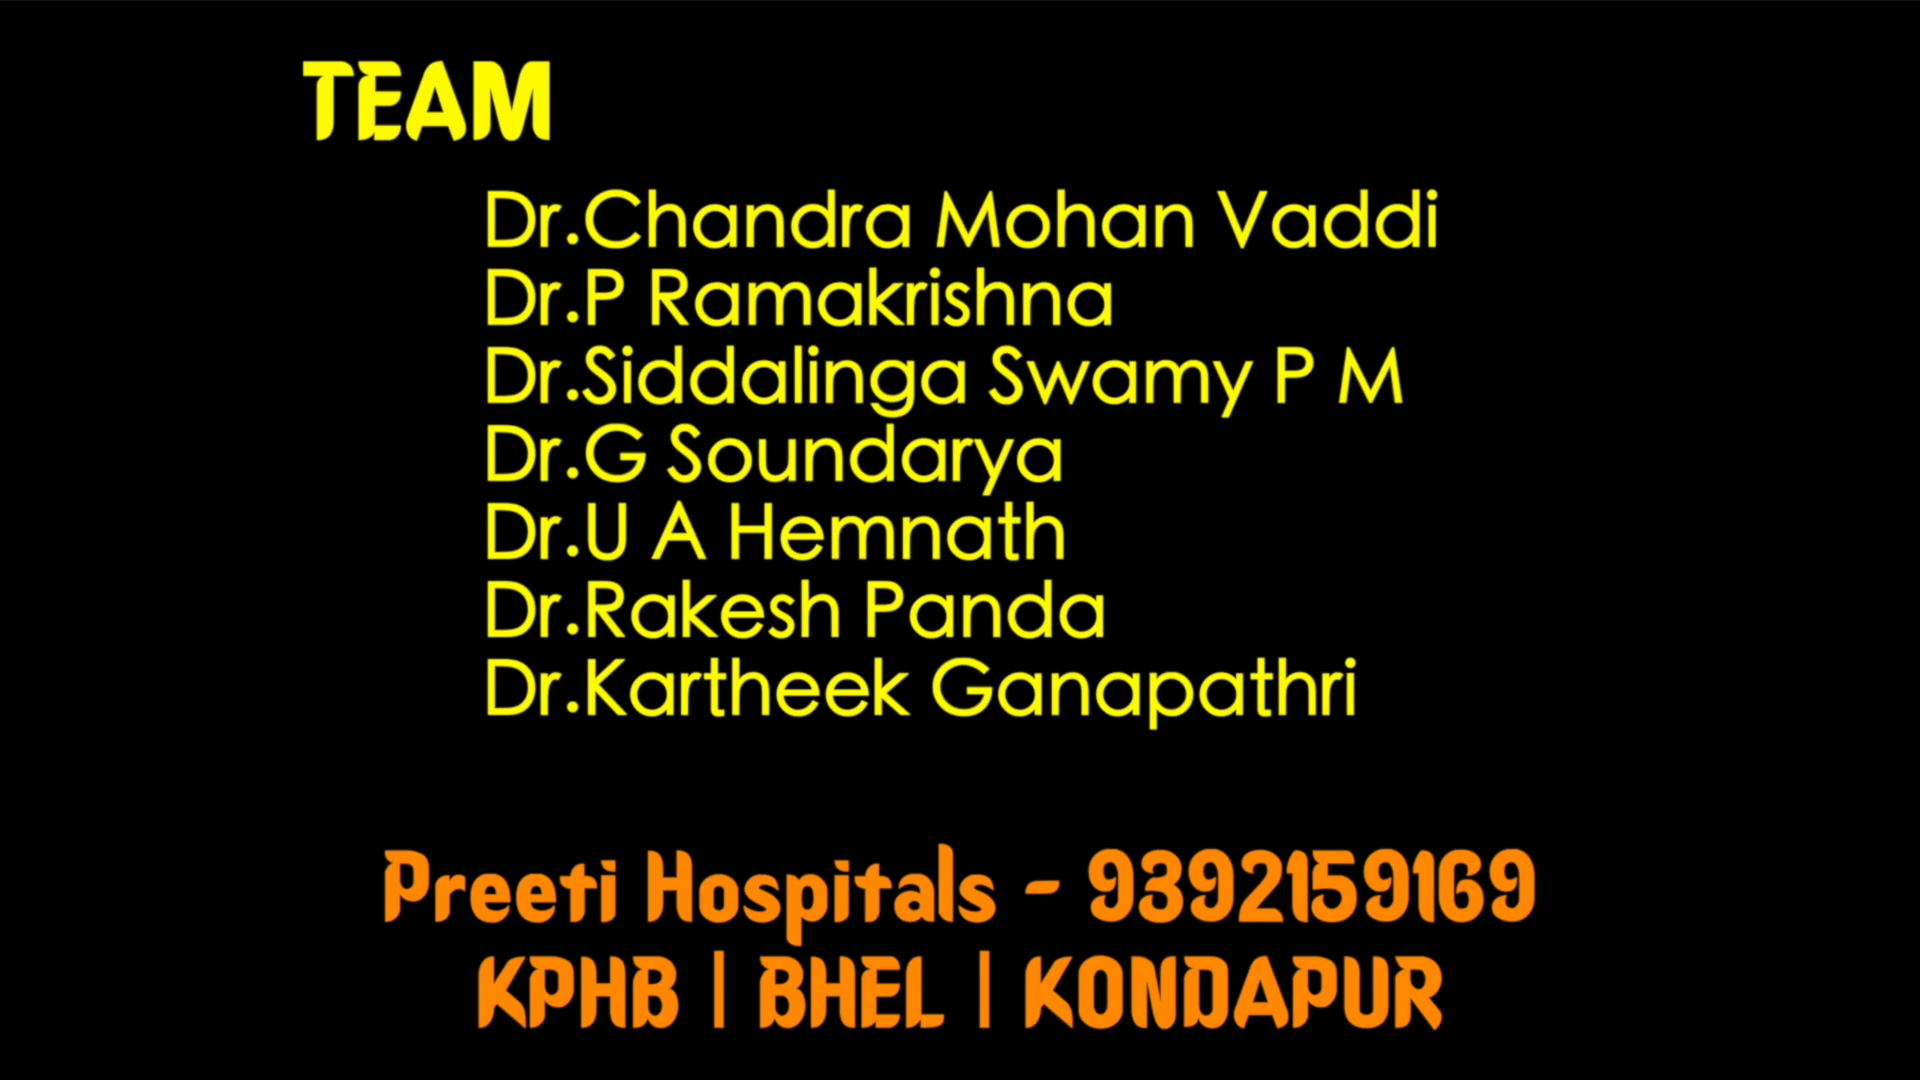 TEAM
Dr.Chandra Mohan Vaddi
Dr.P Ramakrishna
Dr.Siddalinga Swamy P M
Dr.G Soundarya
Dr.U A Hemnath
Dr.Rakesh Panda
Dr.Kartheek Ganapathri
Preeti Hospitals - 9392159169
KPHB | BHEL | KONDAPUR